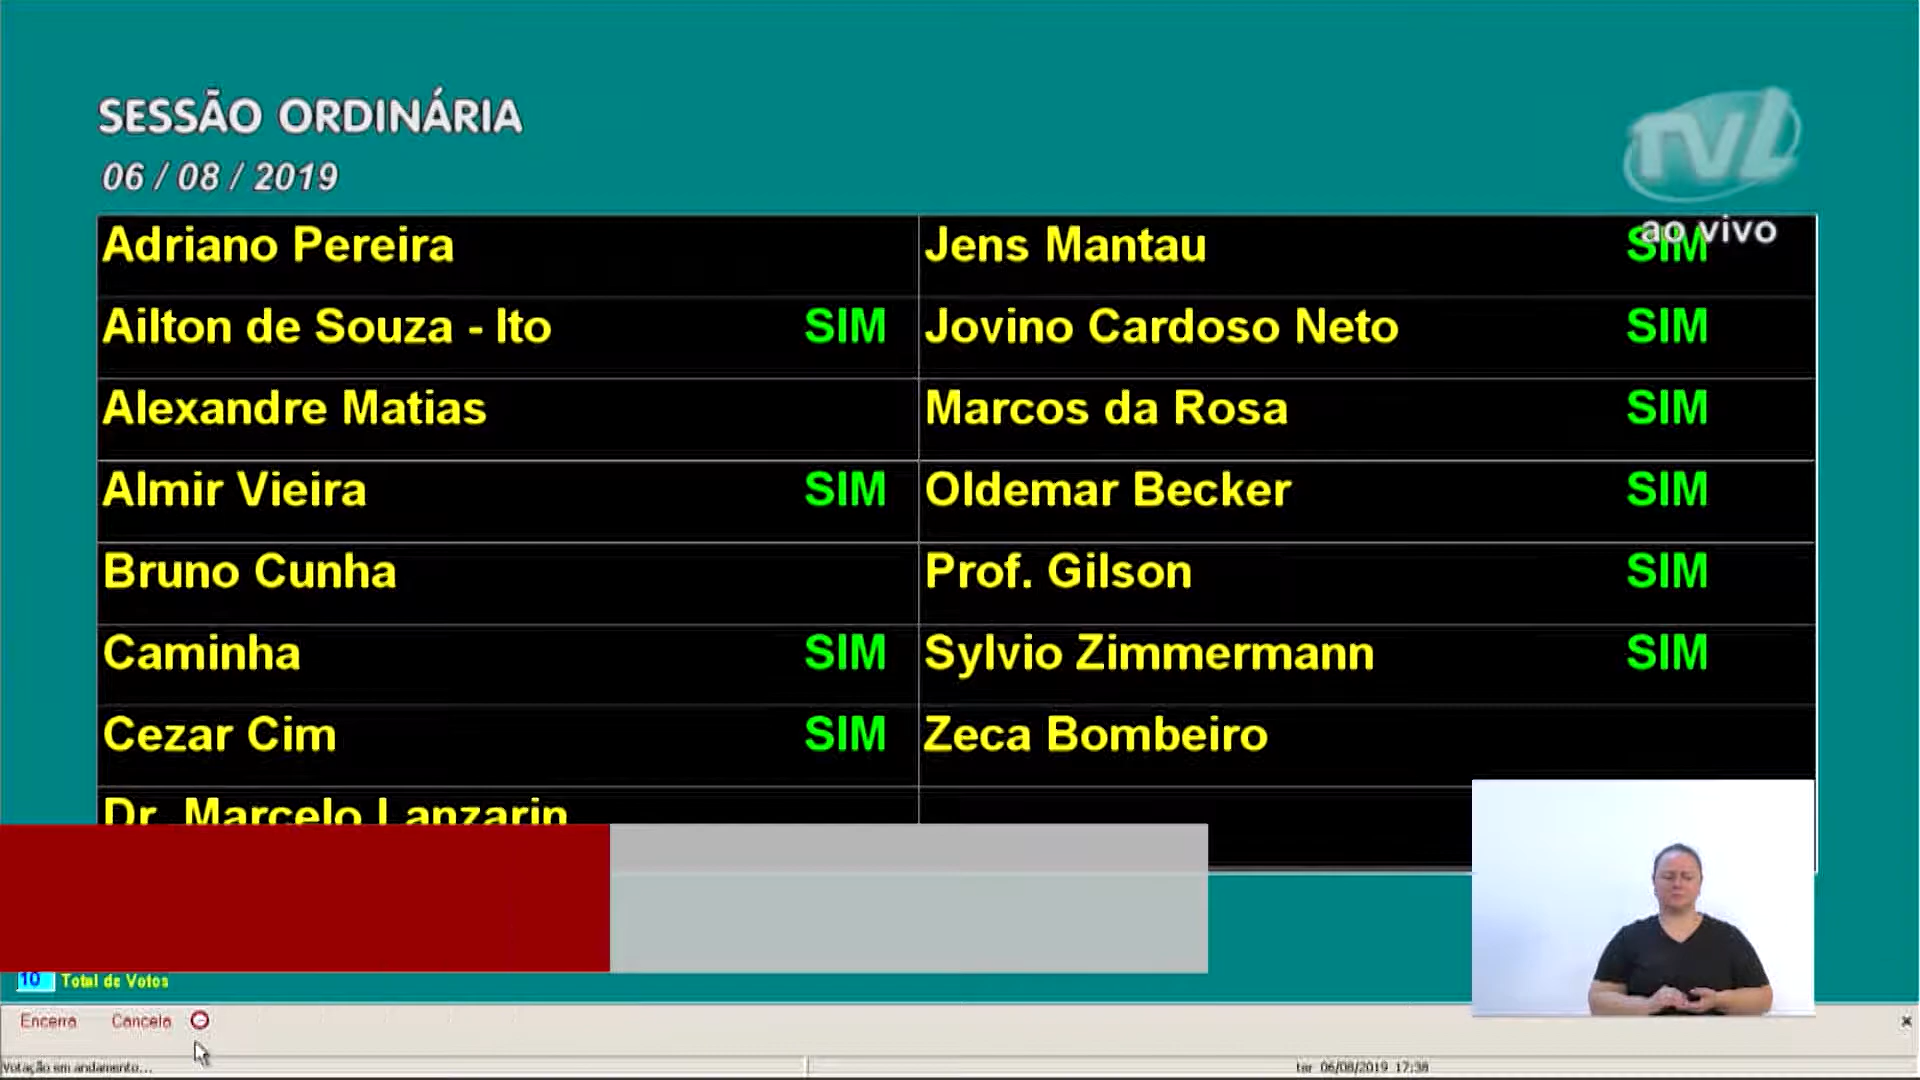 SESSÃO ORDINÁRIA
06 / 08 / 2019
TVL
ao vivo
Adriano Pereira
Ailton de Souza - Ito SIM
Alexandre Matias
Almir Vieira SIM
Bruno Cunha
Caminha SIM
Cezar Cim SIM
Dr. Marcelo Lanzarin
Jens Mantau SIM
Jovino Cardoso Neto SIM
Marcos da Rosa SIM
Oldemar Becker SIM
Prof. Gilson SIM
Sylvio Zimmermann SIM
Zeca Bombeiro
10 Total de Votos
Encerra Cancela
Votação em andamento...
ter 06/08/2019 17:38